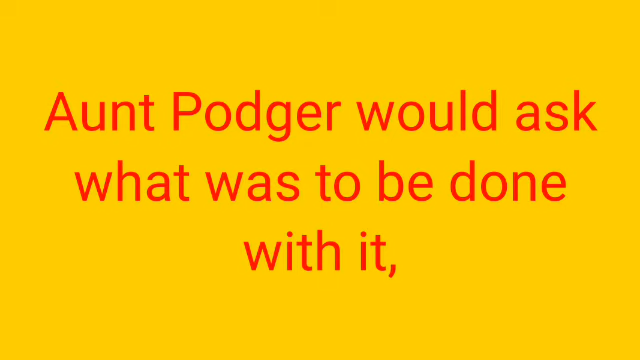 Aunt Podger would ask
what was to be done
with it,